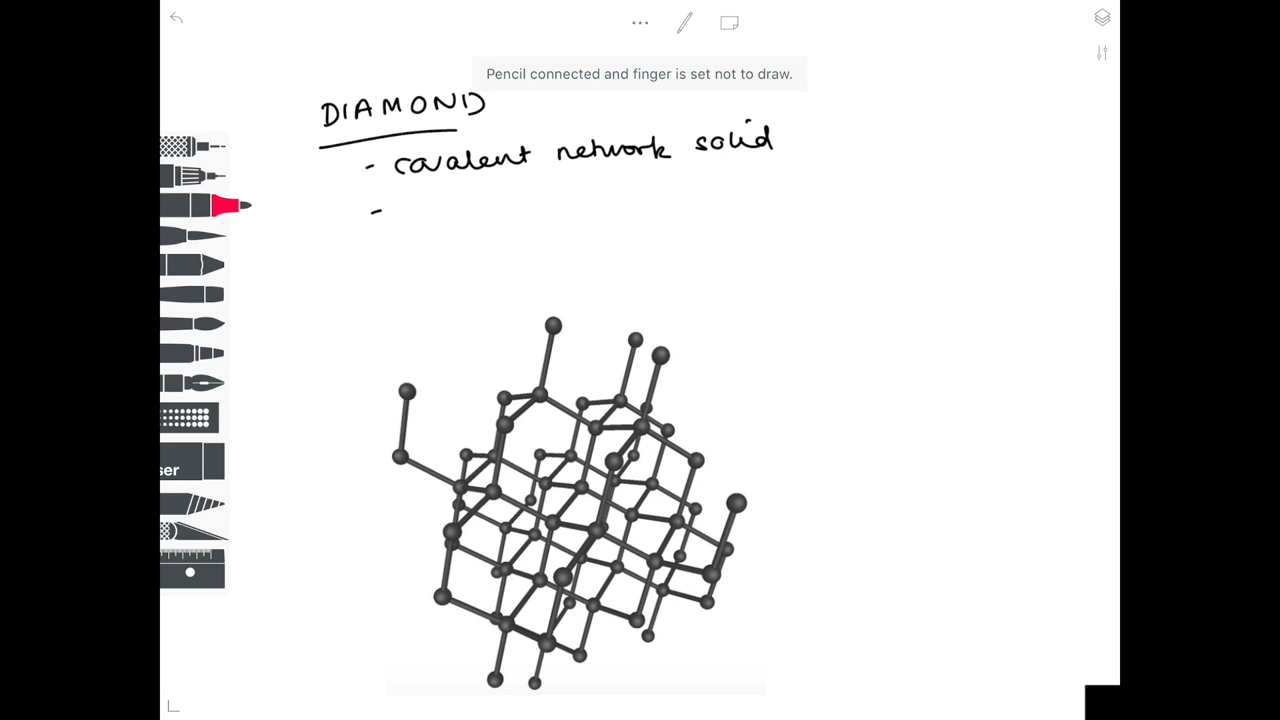 Pencil connected and finger is set not to draw.
DIAMOND
- covalent network solid
-
ser